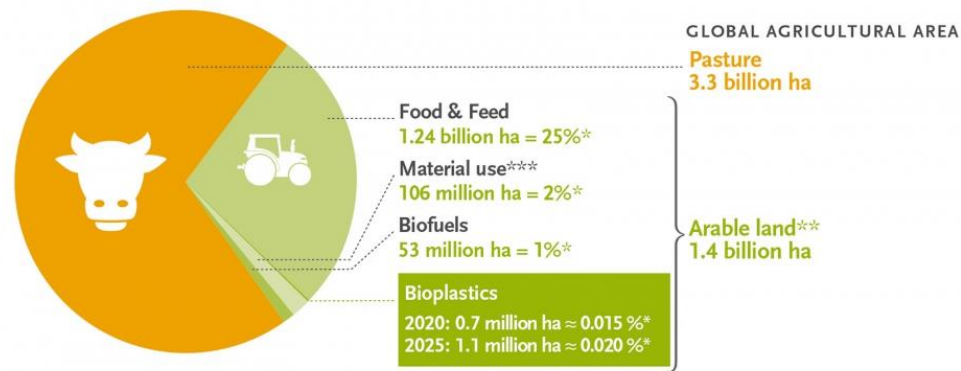 GLOBAL AGRICULTURAL AREA
Pasture
3.3 billion ha
Food & Feed
1.24 billion ha = 25%*
Material use***
106 million ha = 2%*
Biofuels
53 million ha = 1%*
Arable land**
1.4 billion ha
Bioplastics
2020: 0.7 million ha ≈ 0.015 %*
2025: 1.1 million ha ≈ 0.020 %*